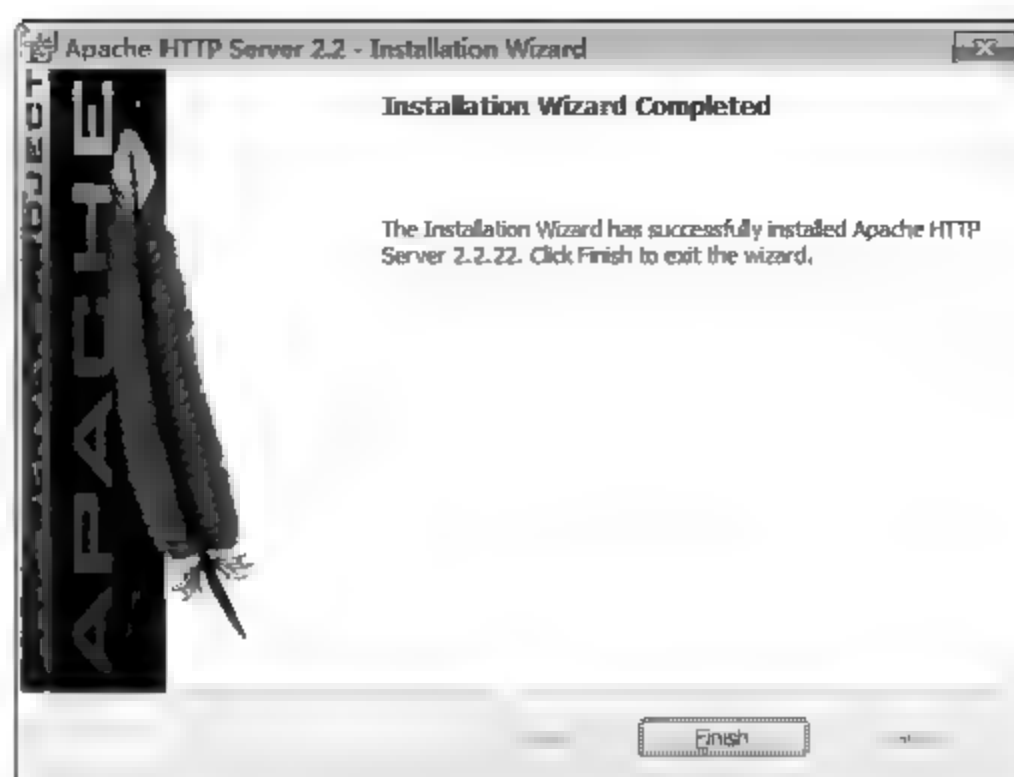 Apache HTTP Server 2.2 - Installation Wizard
APACHE
Installation Wizard Completed
The Installation Wizard has successfully installed Apache HTTP
Server 2.2.22. Click Finish to exit the wizard.
Finish